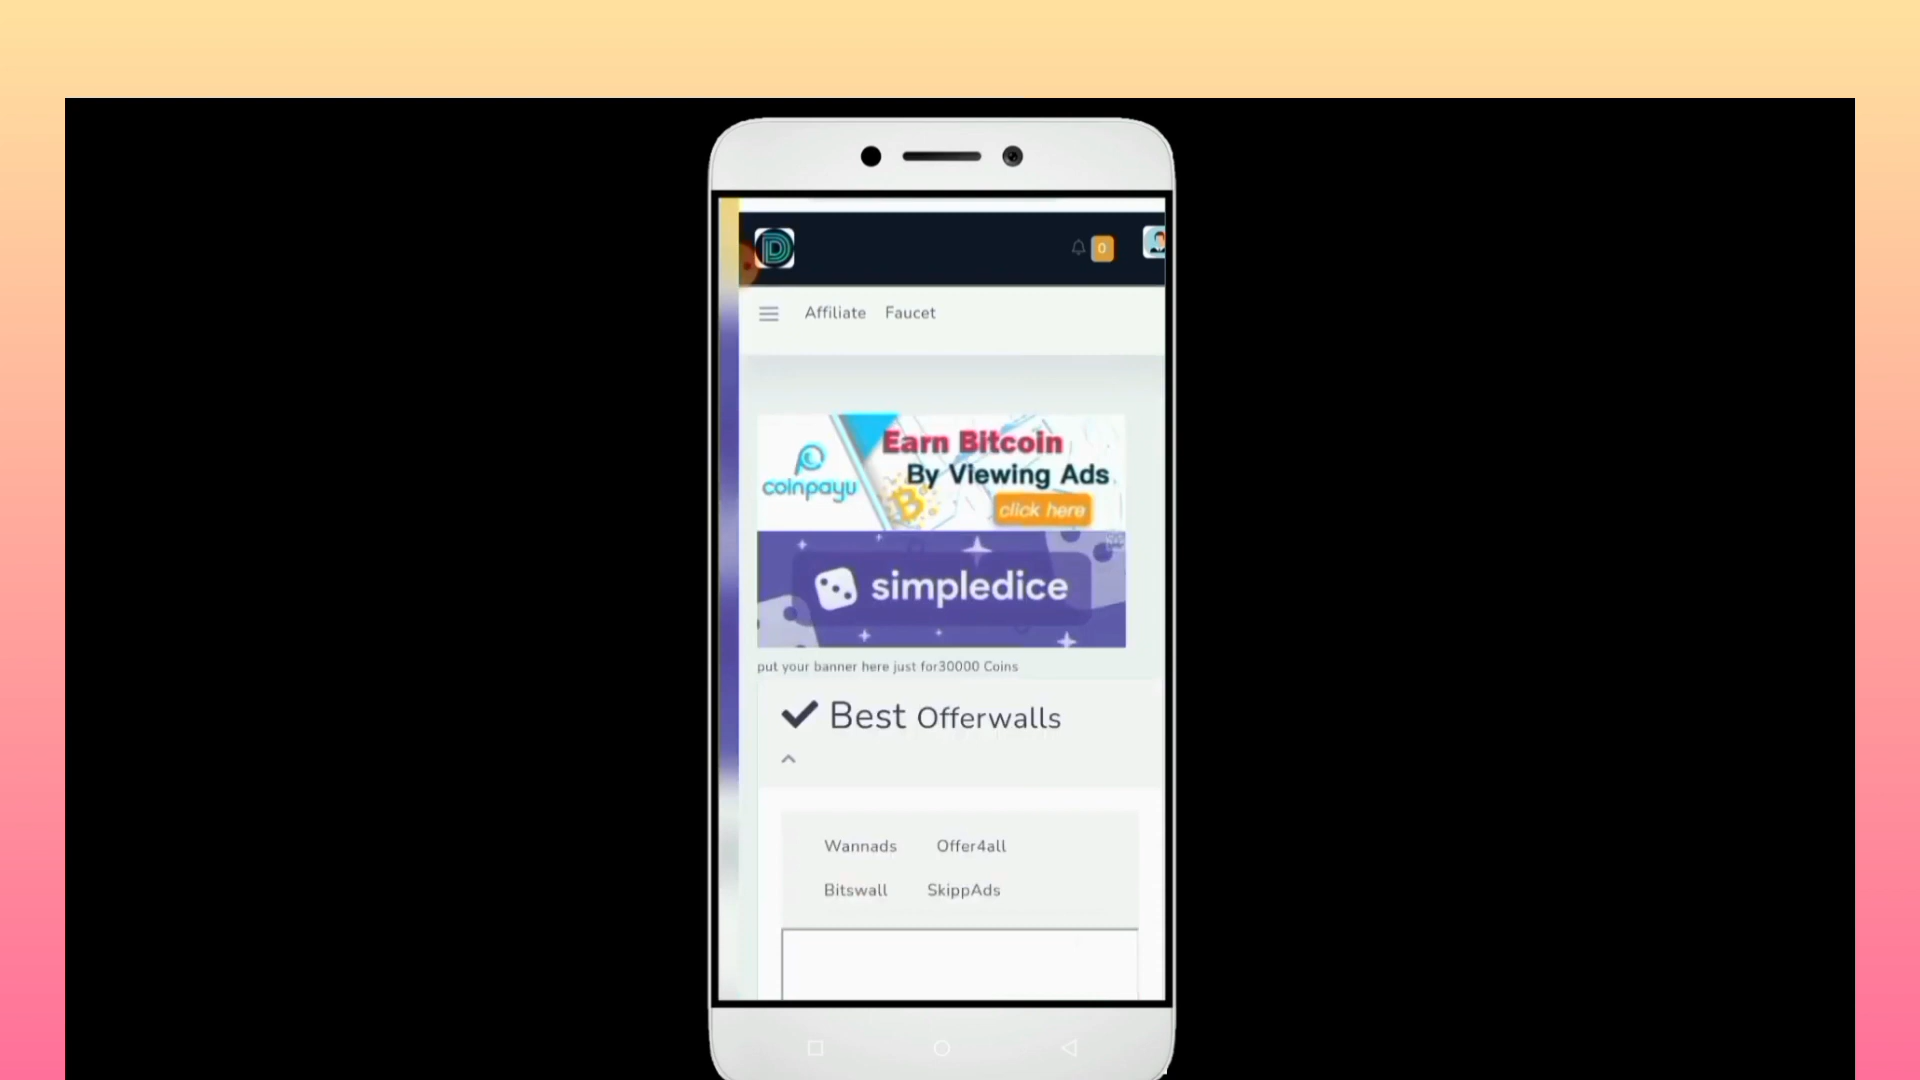 0
Affiliate Faucet
Earn Bitcoin
By Viewing Ads
coinpayu
click here
simpledice
put your banner here just for30000 Coins
Best Offerwalls
Wannads Offer4all
Bitswall SkippAds